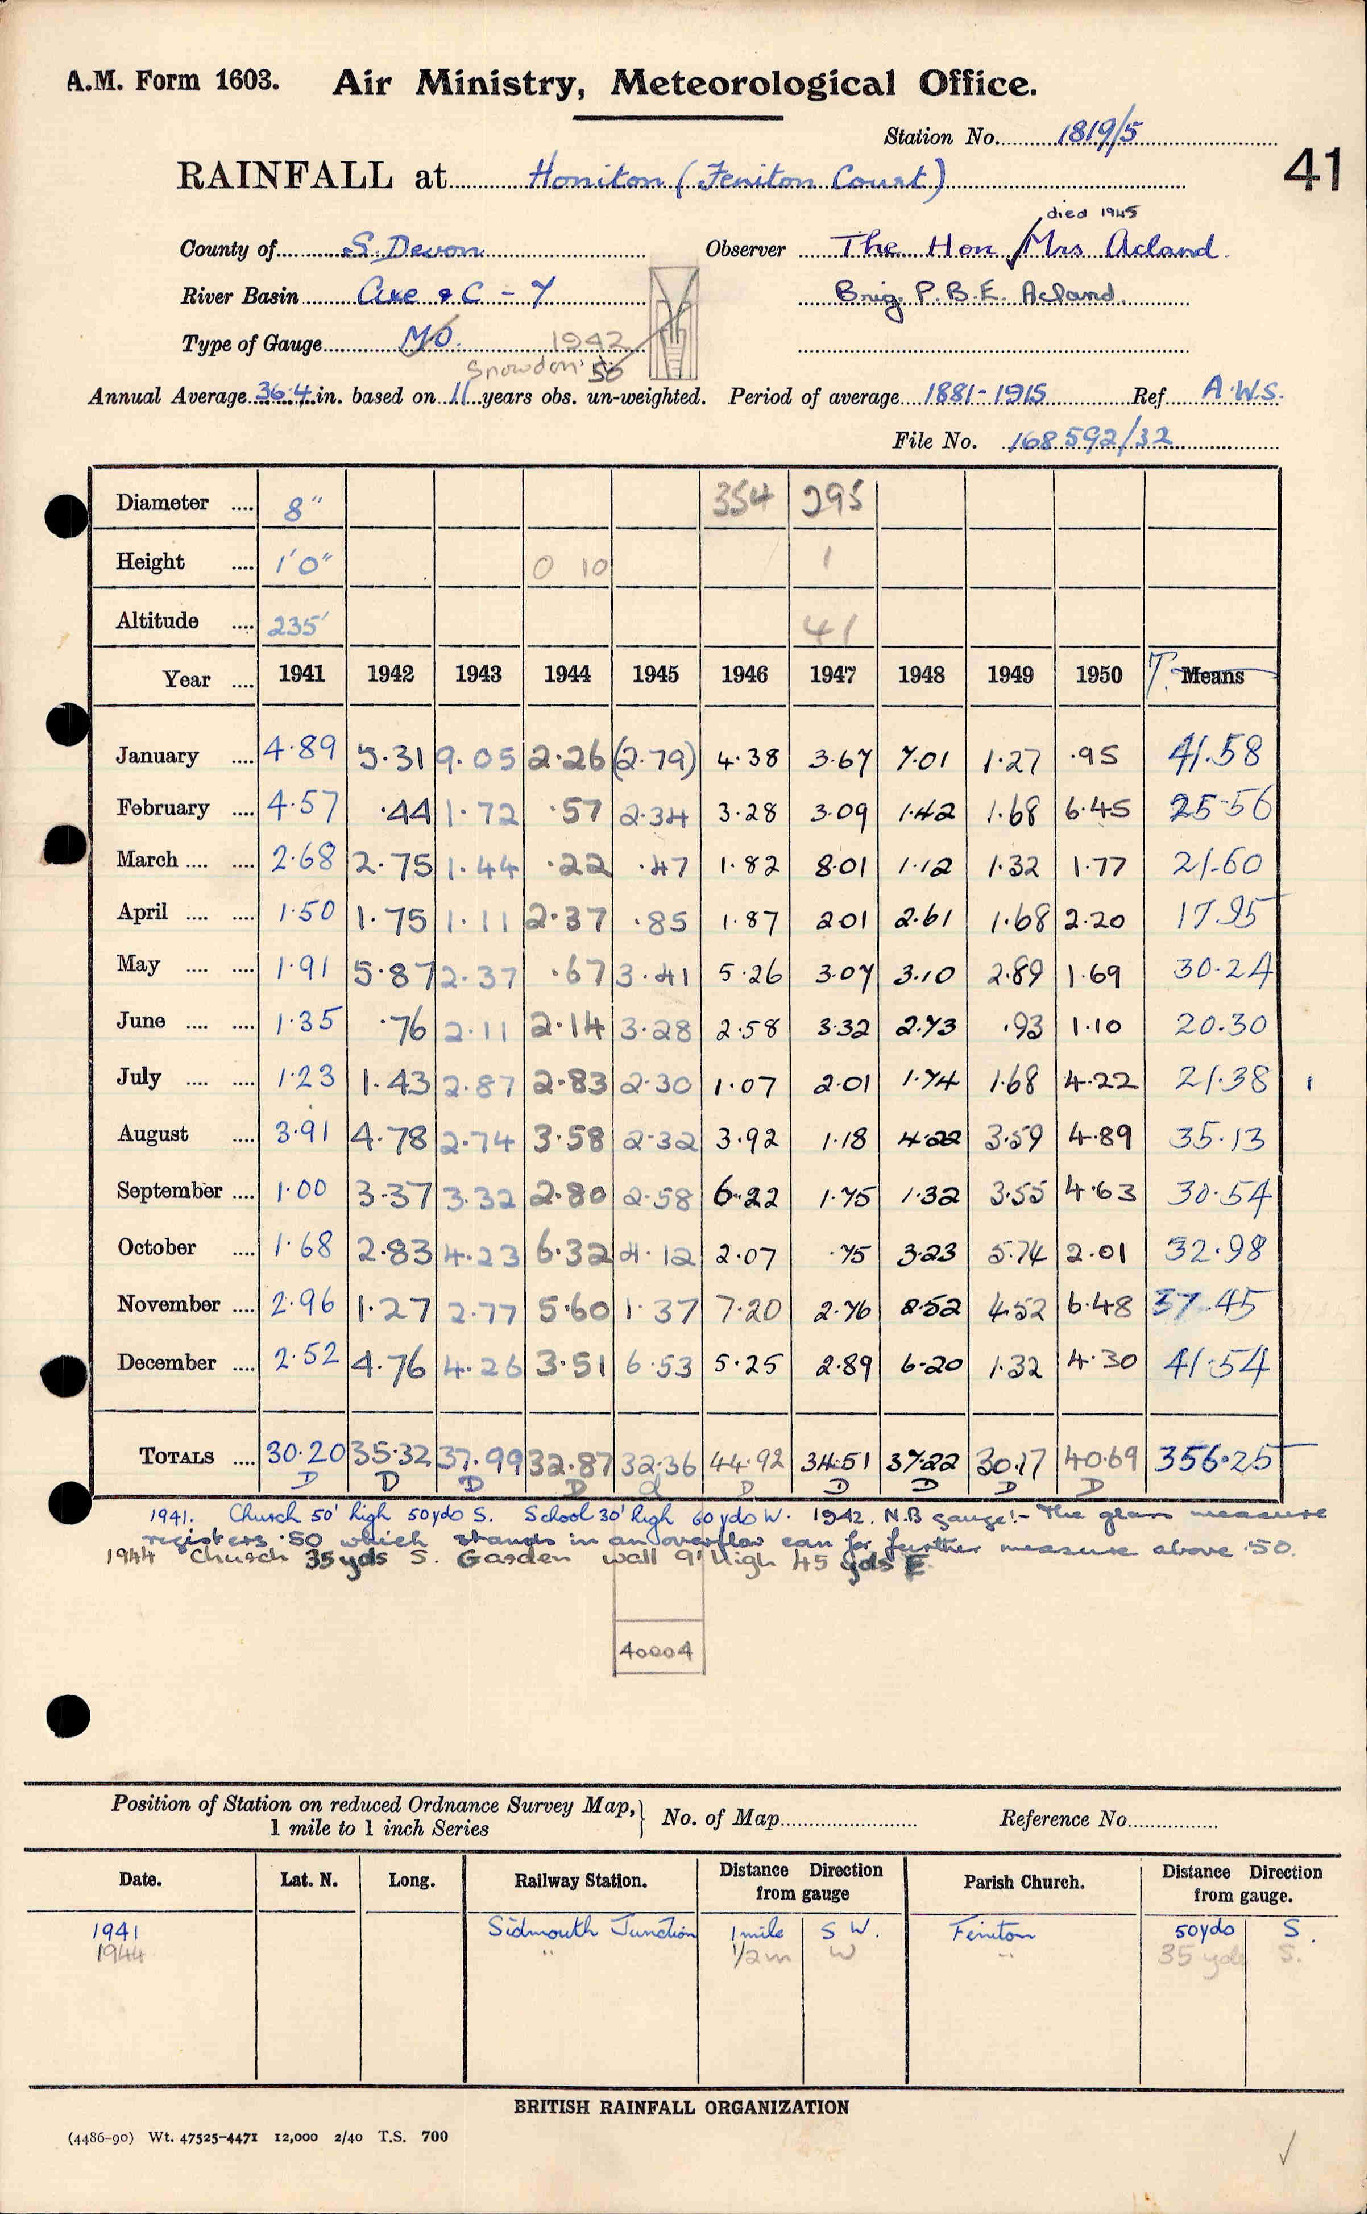 A.M. Form 1603. Air Ministry, Meteorological Office.
Station No. 1819/5
41
RAINFALL at Honiton (Feniton Court)
died 1945
County of S. Devon Observer The Hon Mrs Acland
River Basin Axe & C - 7 Brig. P.B.E. Acland.
Type of Gauge MO. 1942
Snowdon 50
Annual Average 36.4 in. based on 11 years obs. un-weighted. Period of average 1881-1915 Ref A.W.S.
File No. 168592/32
Diameter .... 8" 354 295
Height .... 1'0" 0 10 1
Altitude .... 235' 41
Year .... 1941 1942 1943 1944 1945 1946 1947 1948 1949 1950 T. Means
January .... 4.89 5.31 9.05 2.26 (2.79) 4.38 3.67 7.01 1.27 .95 41.58
February .... 4.57 .44 1.72 .57 2.34 3.28 3.09 1.42 1.68 6.45 25.56
March .... .... 2.68 2.75 1.44 .22 .47 1.82 8.01 1.12 1.32 1.77 21.60
April .... .... 1.50 1.75 1.11 2.37 .85 1.87 2.01 2.61 1.68 2.20 17.95
May .... .... 1.91 5.87 2.37 .67 3.41 5.26 3.07 3.10 2.89 1.69 30.24
June .... .... 1.35 .76 2.11 2.14 3.28 2.58 3.32 2.73 .93 1.10 20.30
July .... .... 1.23 1.43 2.87 2.83 2.30 1.07 2.01 1.74 1.68 4.22 21.38
August .... 3.91 4.78 2.74 3.58 2.32 3.92 1.18 4.22 3.59 4.89 35.13
September .... 1.00 3.37 3.32 2.80 2.58 6.22 1.75 1.32 3.55 4.63 30.54
October .... 1.68 2.83 4.23 6.32 4.12 2.07 .75 3.23 5.74 2.01 32.98
November .... 2.96 1.27 2.77 5.60 1.37 7.20 2.76 2.52 4.52 6.48 37.45
December .... 2.52 4.76 4.26 3.51 6.53 5.25 2.89 6.20 1.32 4.30 41.54
TOTALS .... 30.20 35.32 37.99 32.87 32.36 44.92 34.51 37.22 30.17 40.69 356.25
D D D D d D D D D D
1941. Church 50' high 50yds S. School 30' high 60yds W. 1942. N.B gauge!- The glass measure
registers .50 which stands in an overflow can for further measure above .50.
1944 Church 35yds S. Garden wall 9' High 45 yds E
40004
Position of Station on reduced Ordnance Survey Map, } No. of Map Reference No.
1 mile to 1 inch Series
Date. Lat. N. Long. Railway Station. Distance Direction from gauge Parish Church. Distance Direction from gauge.
1941 Sidmouth Junction 1 mile S W. Feniton 50yds S.
1944 " 1/2 m W " 35 yds S.
BRITISH RAINFALL ORGANIZATION
(4486-90) Wt. 47525-4471 12,000 2/40 T.S. 700